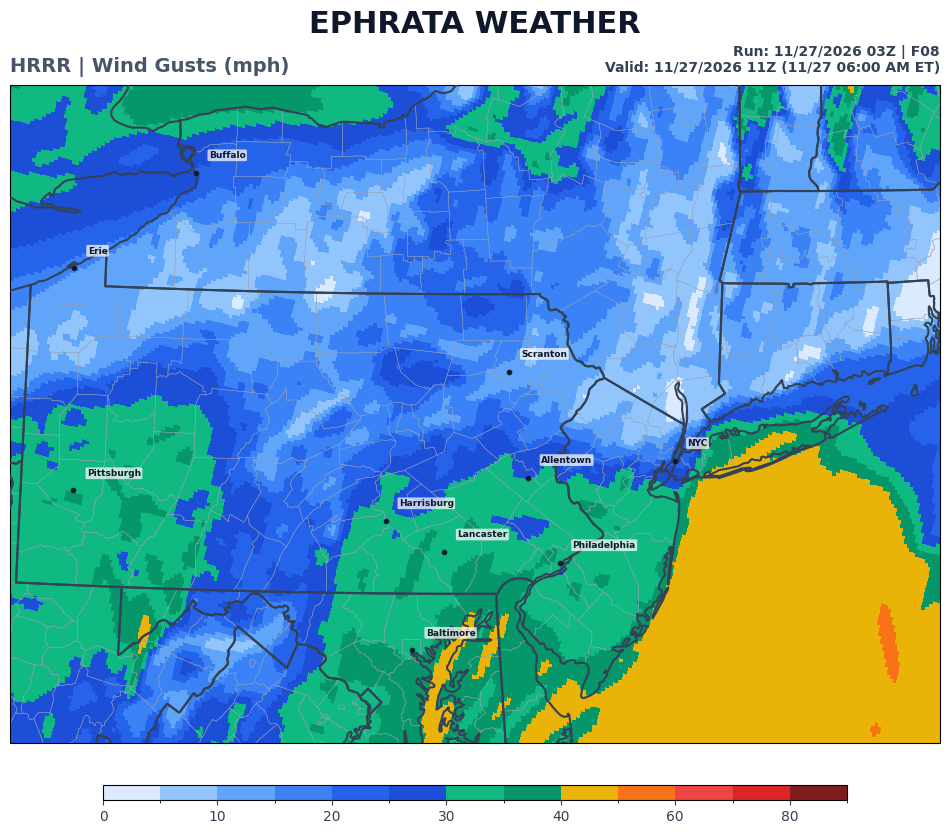 EPHRATA WEATHER
HRRR | Wind Gusts (mph)
Run: 11/27/2026 03Z | F08
Valid: 11/27/2026 11Z (11/27 06:00 AM ET)
Buffalo
Erie
Scranton
NYC
Allentown
Pittsburgh
Harrisburg
Lancaster
Philadelphia
Baltimore
0 10 20 30 40 50 60 70 80